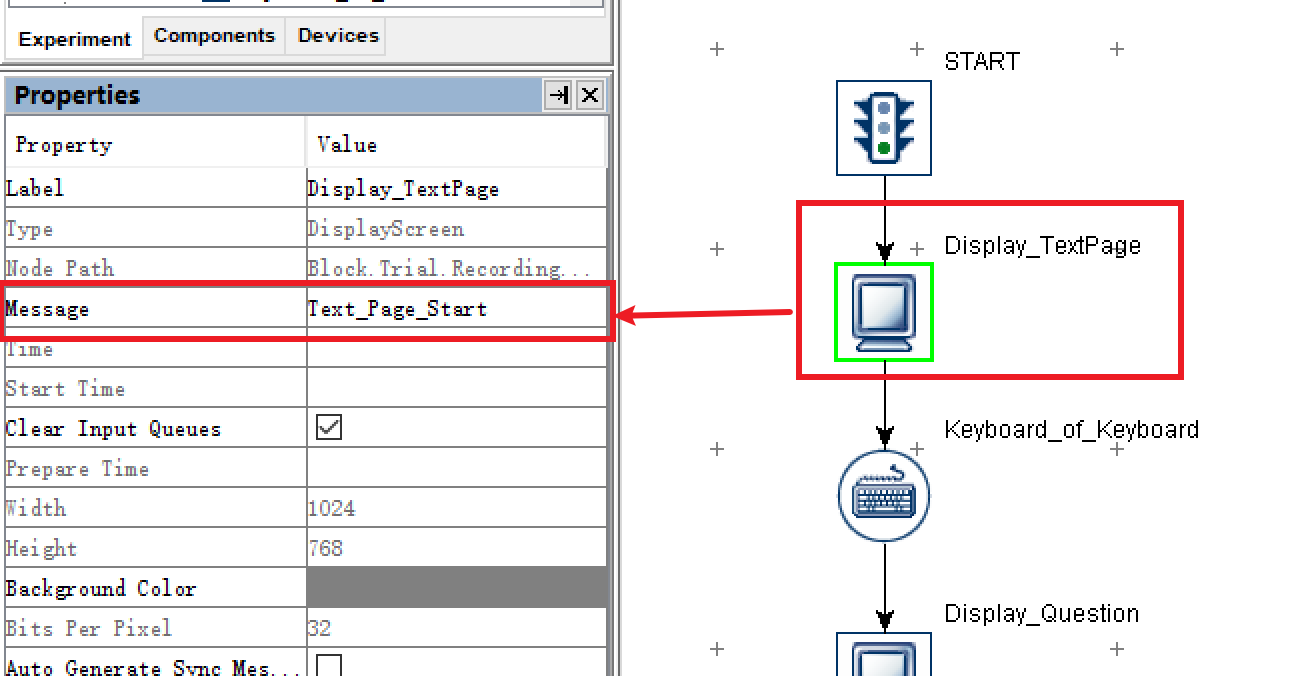 Experiment Components Devices
Properties
Property Value
Label Display_TextPage
Type DisplayScreen
Node Path Block.Trial.Recording...
Message Text_Page_Start
Time
Start Time
Clear Input Queues
Prepare Time
Width 1024
Height 768
Background Color
Bits Per Pixel 32
Auto Generate Sync Mes...
START
Display_TextPage
Keyboard_of_Keyboard
Display_Question